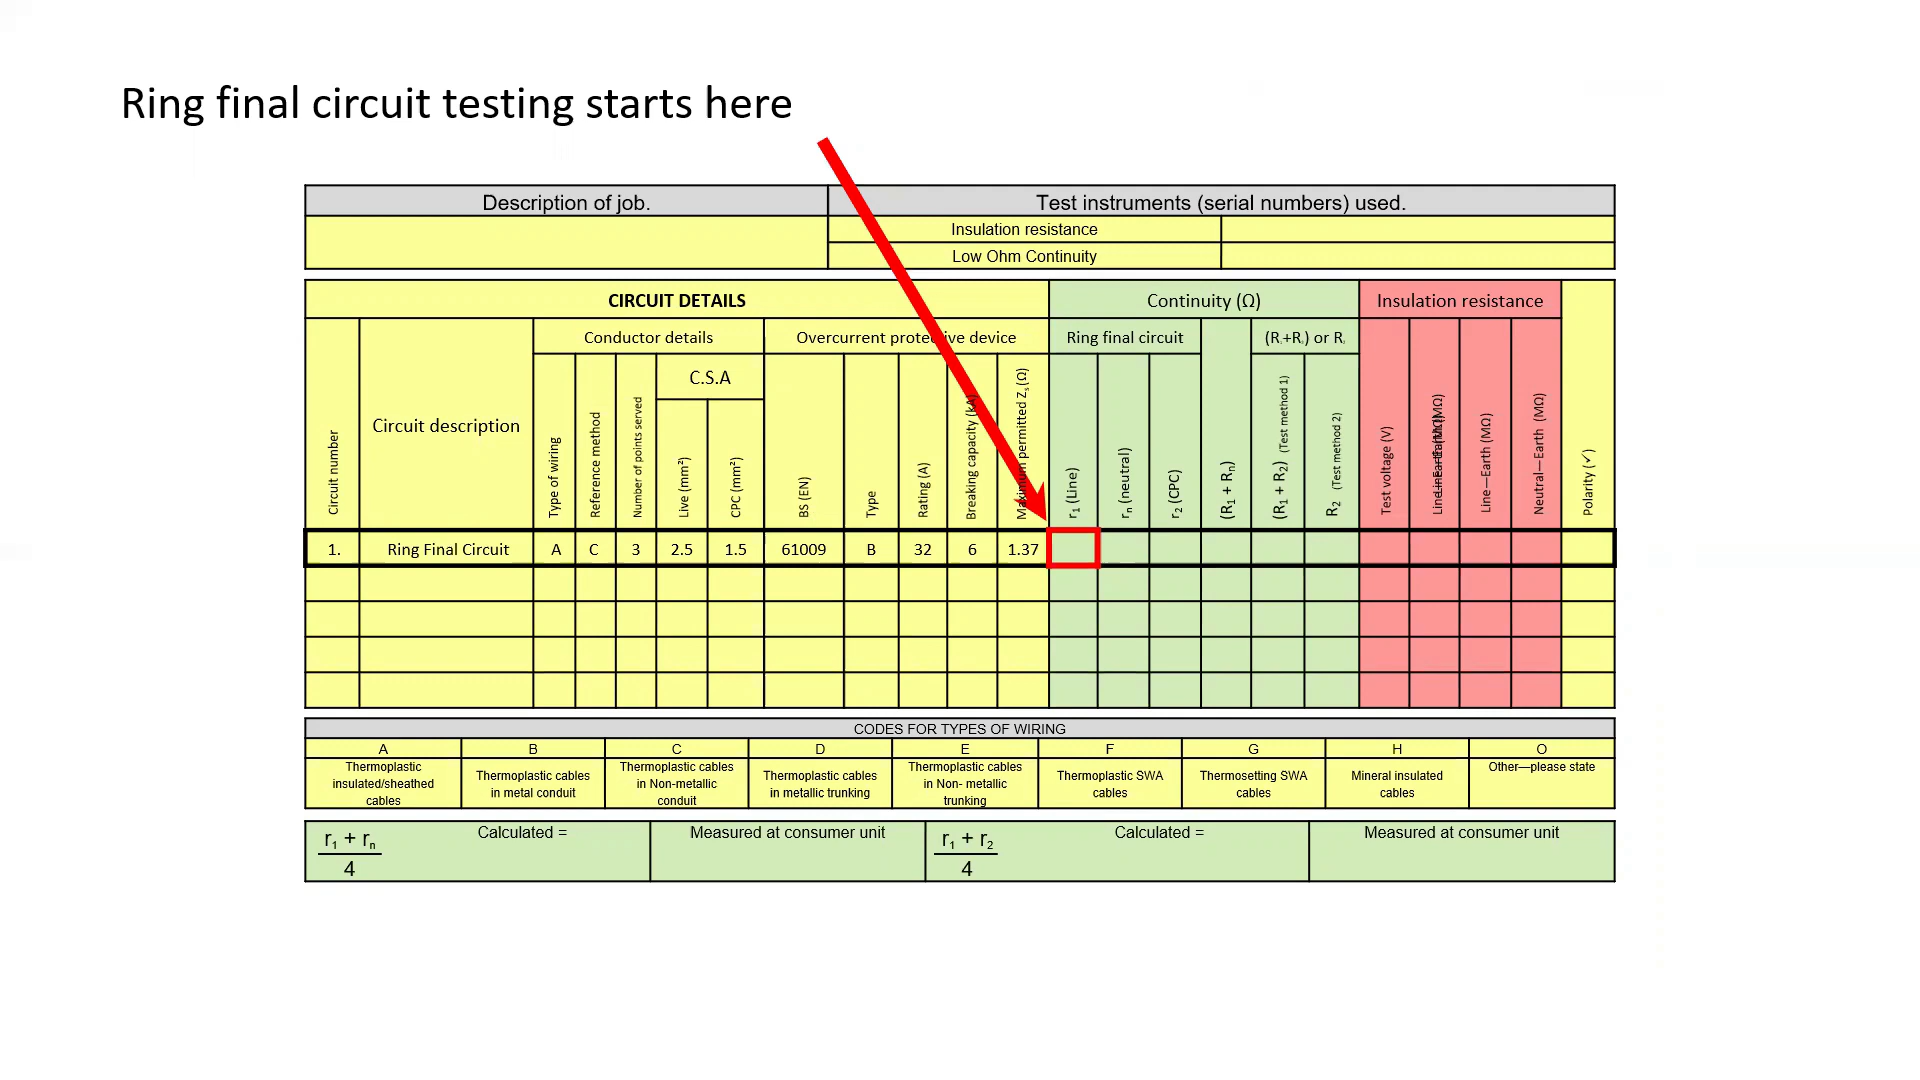 Ring final circuit testing starts here
Description of job.
Test instruments (serial numbers) used.
Insulation resistance
Low Ohm Continuity
CIRCUIT DETAILS
Continuity (Ω)
Insulation resistance
Conductor details
Overcurrent protective device
Ring final circuit
(R +R ) or R
C.S.A
Circuit number
Circuit description
Type of wiring
Reference method
Number of points served
Live (mm²)
CPC (mm²)
BS (EN)
Type
Rating (A)
Breaking capacity (kA)
Maximum permitted Zs (Ω)
r₁ (Line)
rₙ (neutral)
r₂ (CPC)
(R₁ + Rₙ)
(R₁ + R₂) (Test method 1)
R₂ (Test method 2)
Test voltage (V)
Line—Earth (MΩ)
Neutral—Earth (MΩ)
Polarity (✓)
1. Ring Final Circuit A C 3 2.5 1.5 61009 B 32 6 1.37
CODES FOR TYPES OF WIRING
A B C D E F G H O
Thermoplastic
insulated/sheathed
cables
Thermoplastic cables
in metal conduit
Thermoplastic cables
in Non-metallic
conduit
Thermoplastic cables
in metallic trunking
Thermoplastic cables
in Non- metallic
trunking
Thermoplastic SWA
cables
Thermosetting SWA
cables
Mineral insulated
cables
Other—please state
r₁ + rₙ
4
Calculated =
Measured at consumer unit
r₁ + r₂
4
Calculated =
Measured at consumer unit